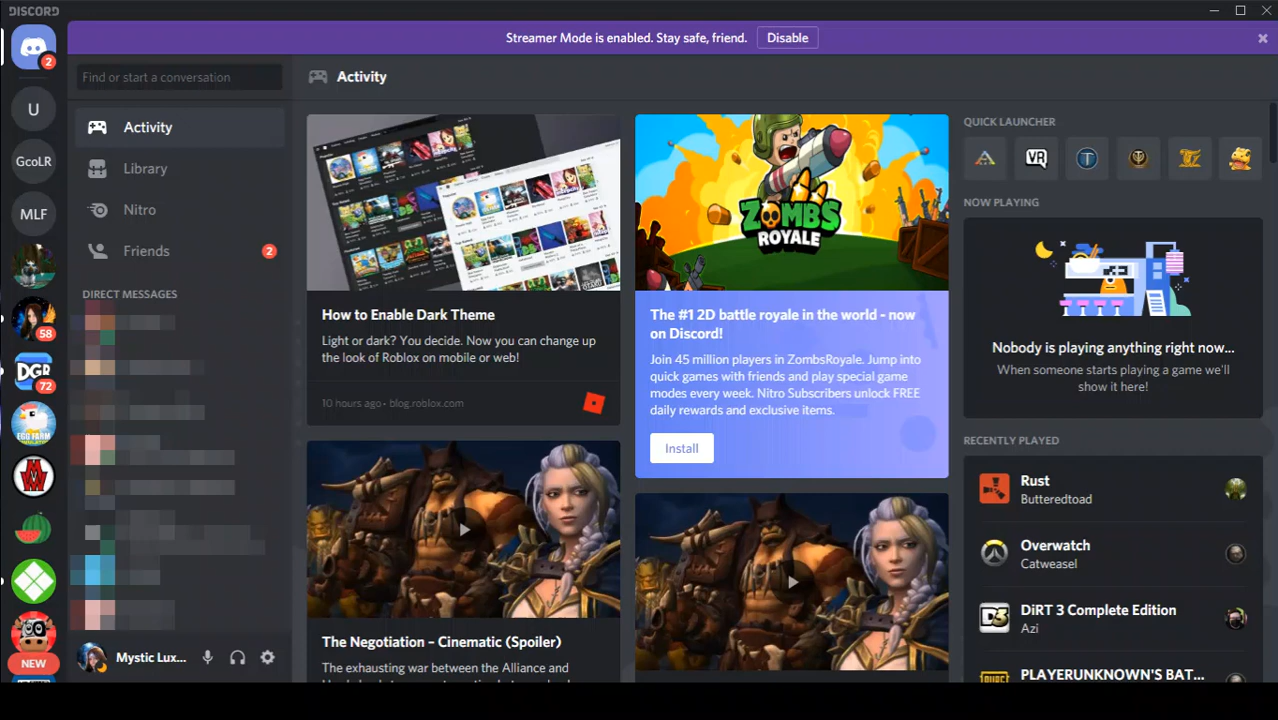 DISCORD
Streamer Mode is enabled. Stay safe, friend.
Disable
2
U
GcoLR
MLF
58
DGR
72
EGG FARM
NEW
Find or start a conversation
Activity
Library
Nitro
Friends
2
DIRECT MESSAGES
Mystic Lux...
Activity
How to Enable Dark Theme
Light or dark? You decide. Now you can change up
the look of Roblox on mobile or web!
10 hours ago • blog.roblox.com
The Negotiation – Cinematic (Spoiler)
The exhausting war between the Alliance and
ZOMBS
ROYALE
The #1 2D battle royale in the world - now
on Discord!
Join 45 million players in ZombsRoyale. Jump into
quick games with friends and play special game
modes every week. Nitro Subscribers unlock FREE
daily rewards and exclusive items.
Install
QUICK LAUNCHER
VR
T
NOW PLAYING
Nobody is playing anything right now...
When someone starts playing a game we'll
show it here!
RECENTLY PLAYED
Rust
Butteredtoad
Overwatch
Catweasel
D3
DiRT 3 Complete Edition
Azi
PLAYERUNKNOWN'S BAT...